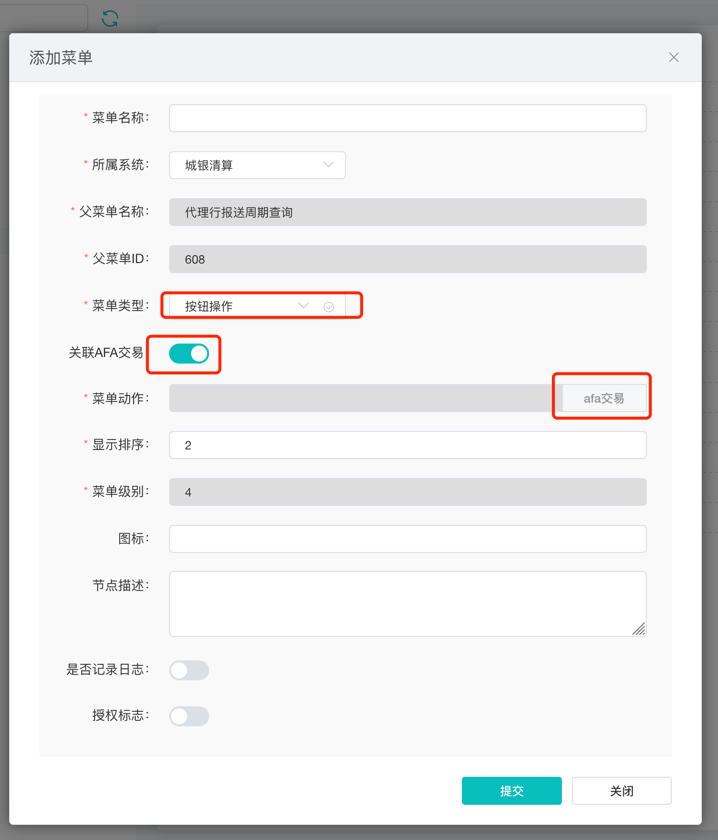 添加菜单
* 菜单名称:
* 所属系统: 城银清算
* 父菜单名称: 代理行报送周期查询
* 父菜单ID: 608
* 菜单类型: 按钮操作
关联AFA交易
* 菜单动作: afa交易
* 显示排序: 2
* 菜单级别: 4
图标:
节点描述:
是否记录日志:
授权标志:
提交 关闭